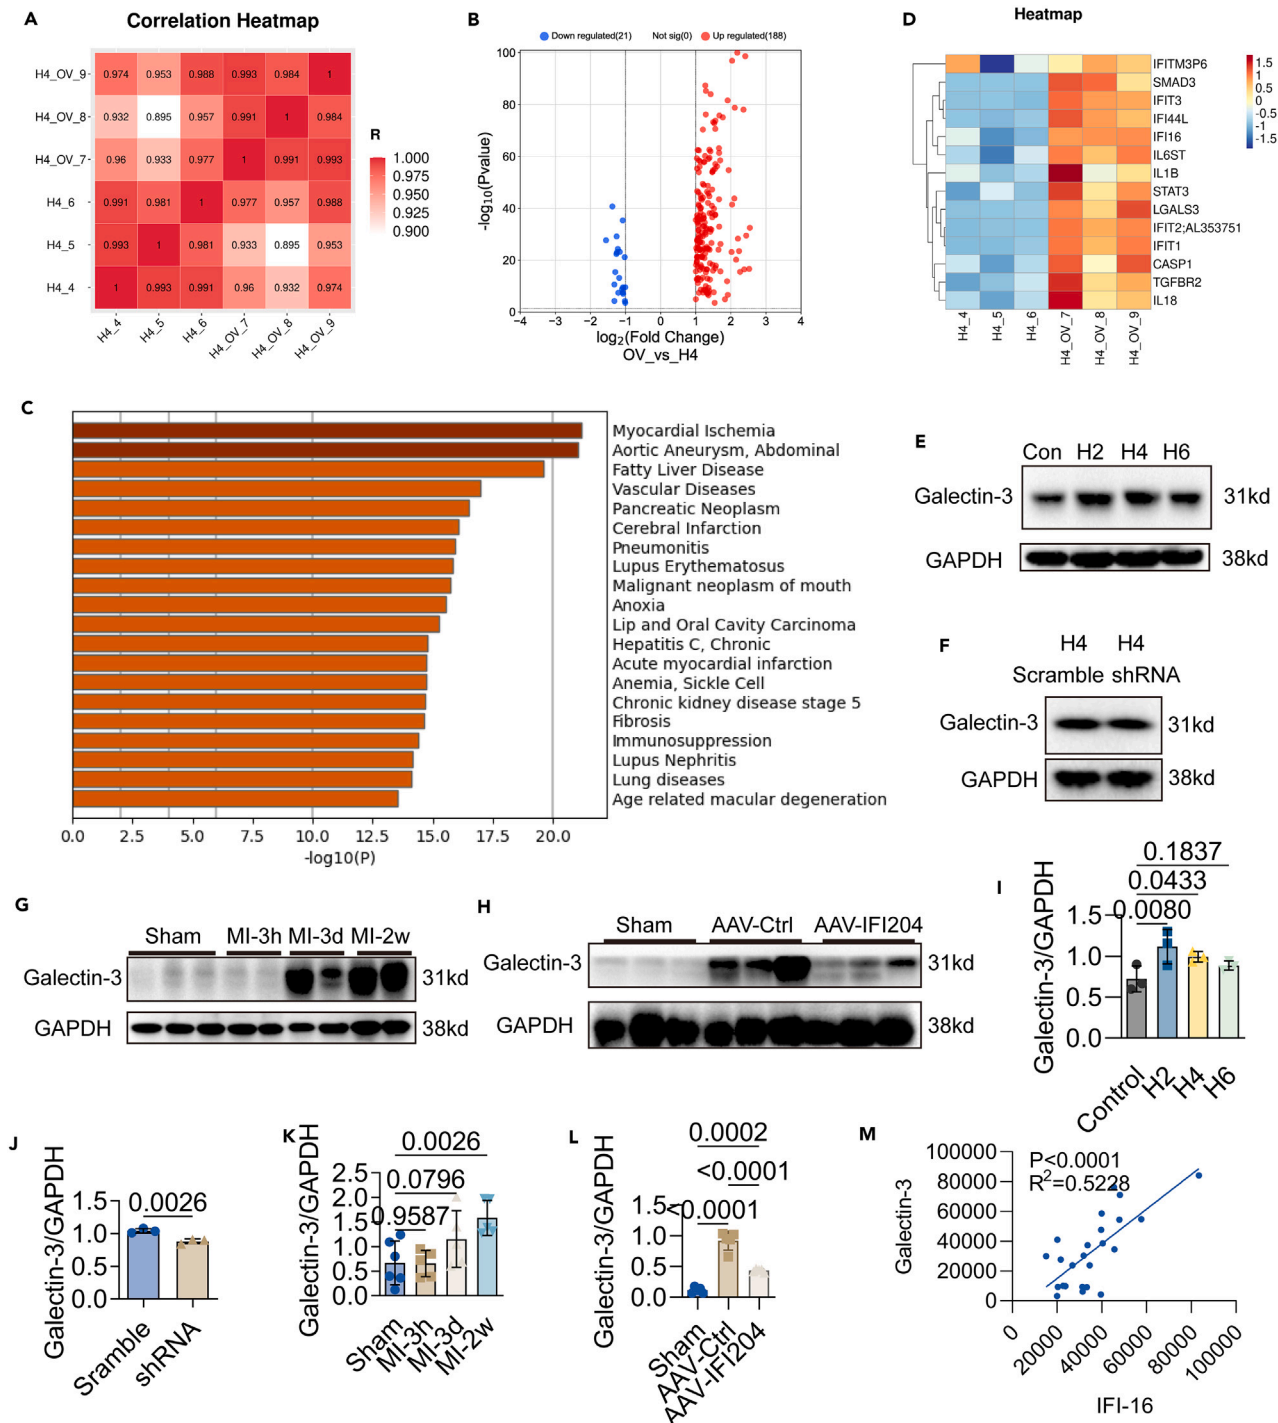 A
Correlation Heatmap
H4_OV_9 0.974 0.953 0.988 0.993 0.984 1
H4_OV_8 0.932 0.895 0.957 0.991 1 0.984
H4_OV_7 0.96 0.933 0.977 1 0.991 0.993
H4_6 0.991 0.981 1 0.977 0.957 0.988
H4_5 0.993 1 0.981 0.933 0.895 0.953
H4_4 1 0.993 0.991 0.96 0.932 0.974
H4_4 H4_5 H4_6 H4_OV_7 H4_OV_8 H4_OV_9
R
1.000
0.975
0.950
0.925
0.900
B
Down regulated(21) Not sig(0) Up regulated(188)
-log10(Pvalue)
100
80
60
40
20
0
−4 −3 −2 −1 0 1 2 3 4
log2(Fold Change)
OV_vs_H4
D
Heatmap
IFITM3P6
SMAD3
IFIT3
IFI44L
IFI16
IL6ST
IL1B
STAT3
LGALS3
IFIT2;AL353751
IFIT1
CASP1
TGFBR2
IL18
H4_4 H4_5 H4_6 H4_OV_7 H4_OV_8 H4_OV_9
1.5
1
0.5
0
-0.5
-1
-1.5
C
Myocardial Ischemia
Aortic Aneurysm, Abdominal
Fatty Liver Disease
Vascular Diseases
Pancreatic Neoplasm
Cerebral Infarction
Pneumonitis
Lupus Erythematosus
Malignant neoplasm of mouth
Anoxia
Lip and Oral Cavity Carcinoma
Hepatitis C, Chronic
Acute myocardial infarction
Anemia, Sickle Cell
Chronic kidney disease stage 5
Fibrosis
Immunosuppression
Lupus Nephritis
Lung diseases
Age related macular degeneration
0.0 2.5 5.0 7.5 10.0 12.5 15.0 17.5 20.0
-log10(P)
E
Con H2 H4 H6
Galectin-3 31kd
GAPDH 38kd
F
H4 H4
Scramble shRNA
Galectin-3 31kd
GAPDH 38kd
G
Sham MI-3h MI-3d MI-2w
Galectin-3 31kd
GAPDH 38kd
H
Sham AAV-Ctrl AAV-IFI204
Galectin-3 31kd
GAPDH 38kd
I
Galectin-3/GAPDH
0.1837
0.0433
0.0080
1.5
1.0
0.5
0.0
Control H2 H4 H6
J
Galectin-3/GAPDH
0.0026
1.5
1.0
0.5
0.0
Sramble shRNA
K
Galectin-3/GAPDH
0.0026
0.0796
0.9587
2.5
2.0
1.5
1.0
0.5
0.0
Sham MI-3h MI-3d MI-2w
L
Galectin-3/GAPDH
0.0002
<0.0001
<0.0001
1.5
1.0
0.5
0.0
Sham AAV-Ctrl AAV-IFI204
M
Galectin-3
P<0.0001
R2=0.5228
100000
80000
60000
40000
20000
0
0 20000 40000 60000 80000 100000
IFI-16